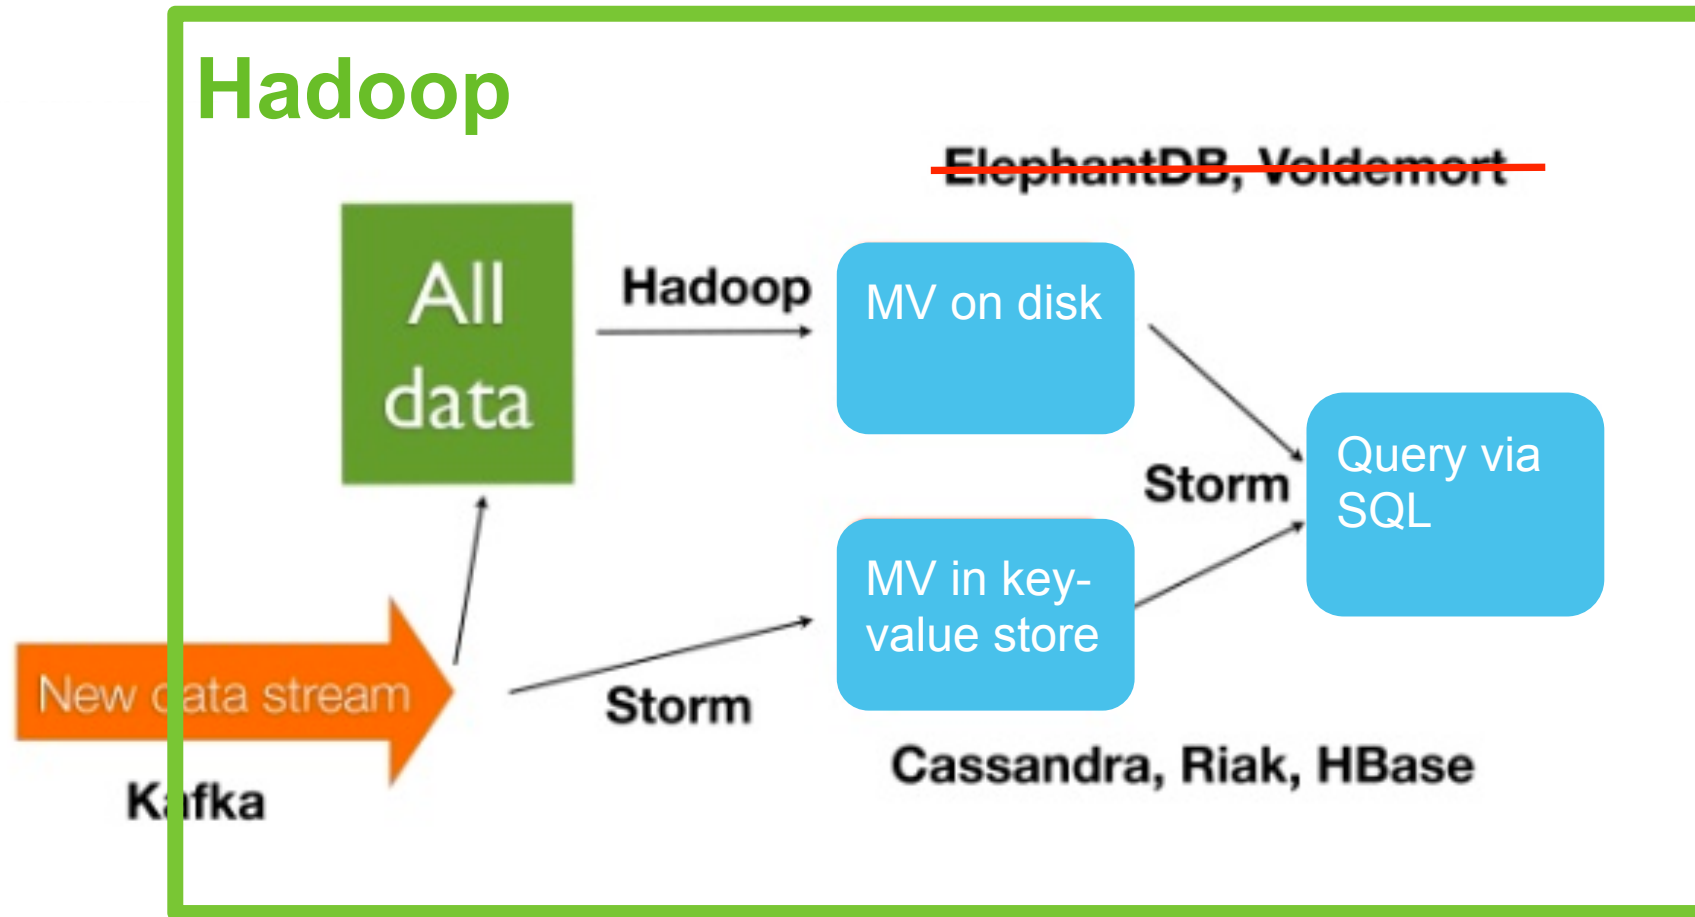 Hadoop
ElephantDB, Voldemort
All
data
Hadoop
MV on disk
Storm
Query via
SQL
MV in key-
value store
New data stream
Storm
Kafka
Cassandra, Riak, HBase